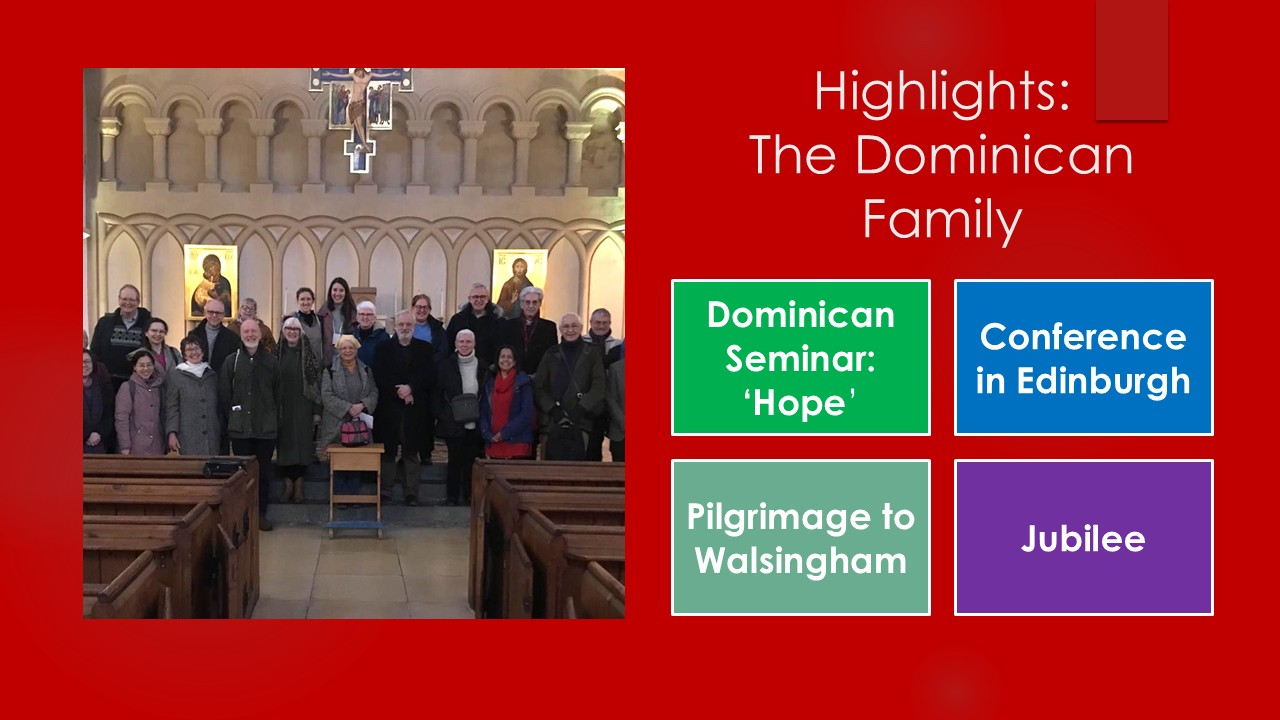 Highlights:
The Dominican
Family
Dominican
Seminar:
‘Hope’
Conference
in Edinburgh
Pilgrimage to
Walsingham
Jubilee